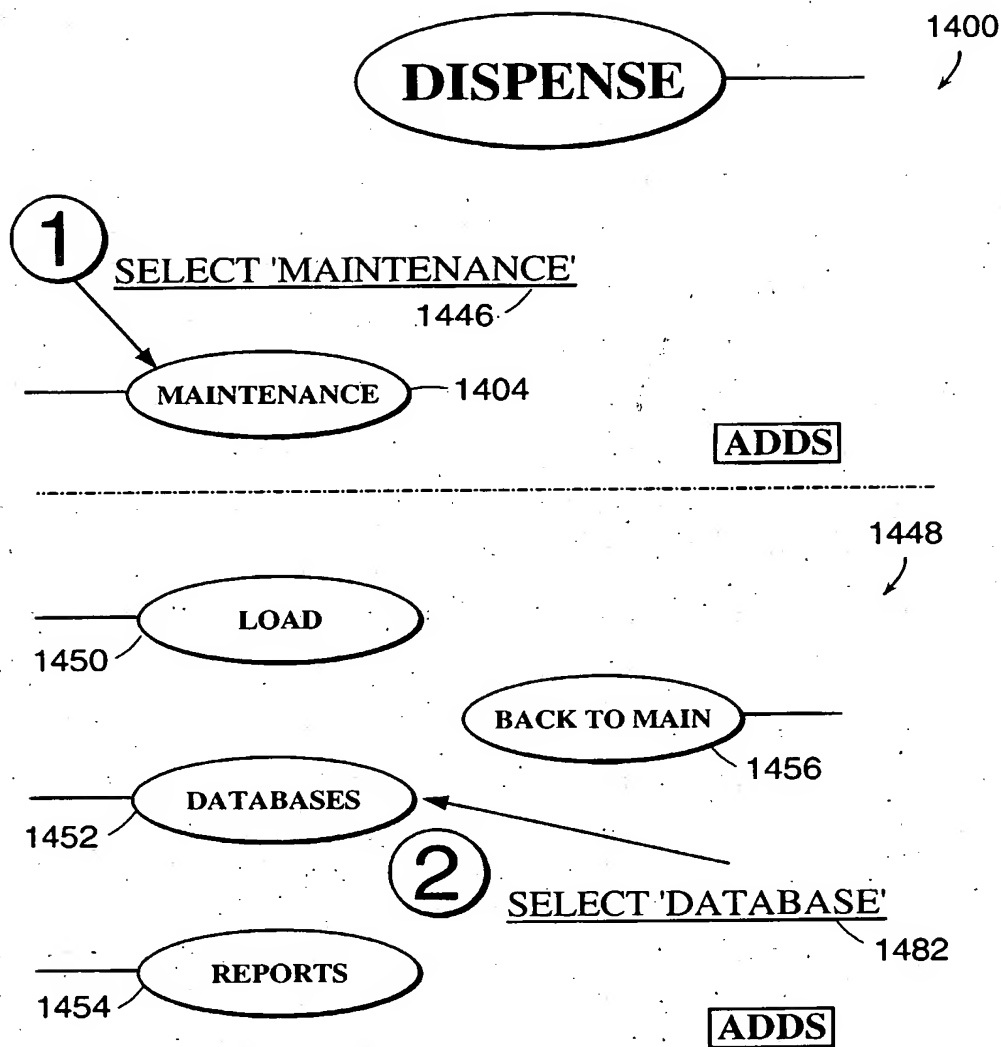 1400
DISPENSE
1
SELECT 'MAINTENANCE'
1446
MAINTENANCE
1404
ADDS
1448
LOAD
1450
BACK TO MAIN
1456
DATABASES
1452
2
SELECT 'DATABASE'
1482
REPORTS
1454
ADDS